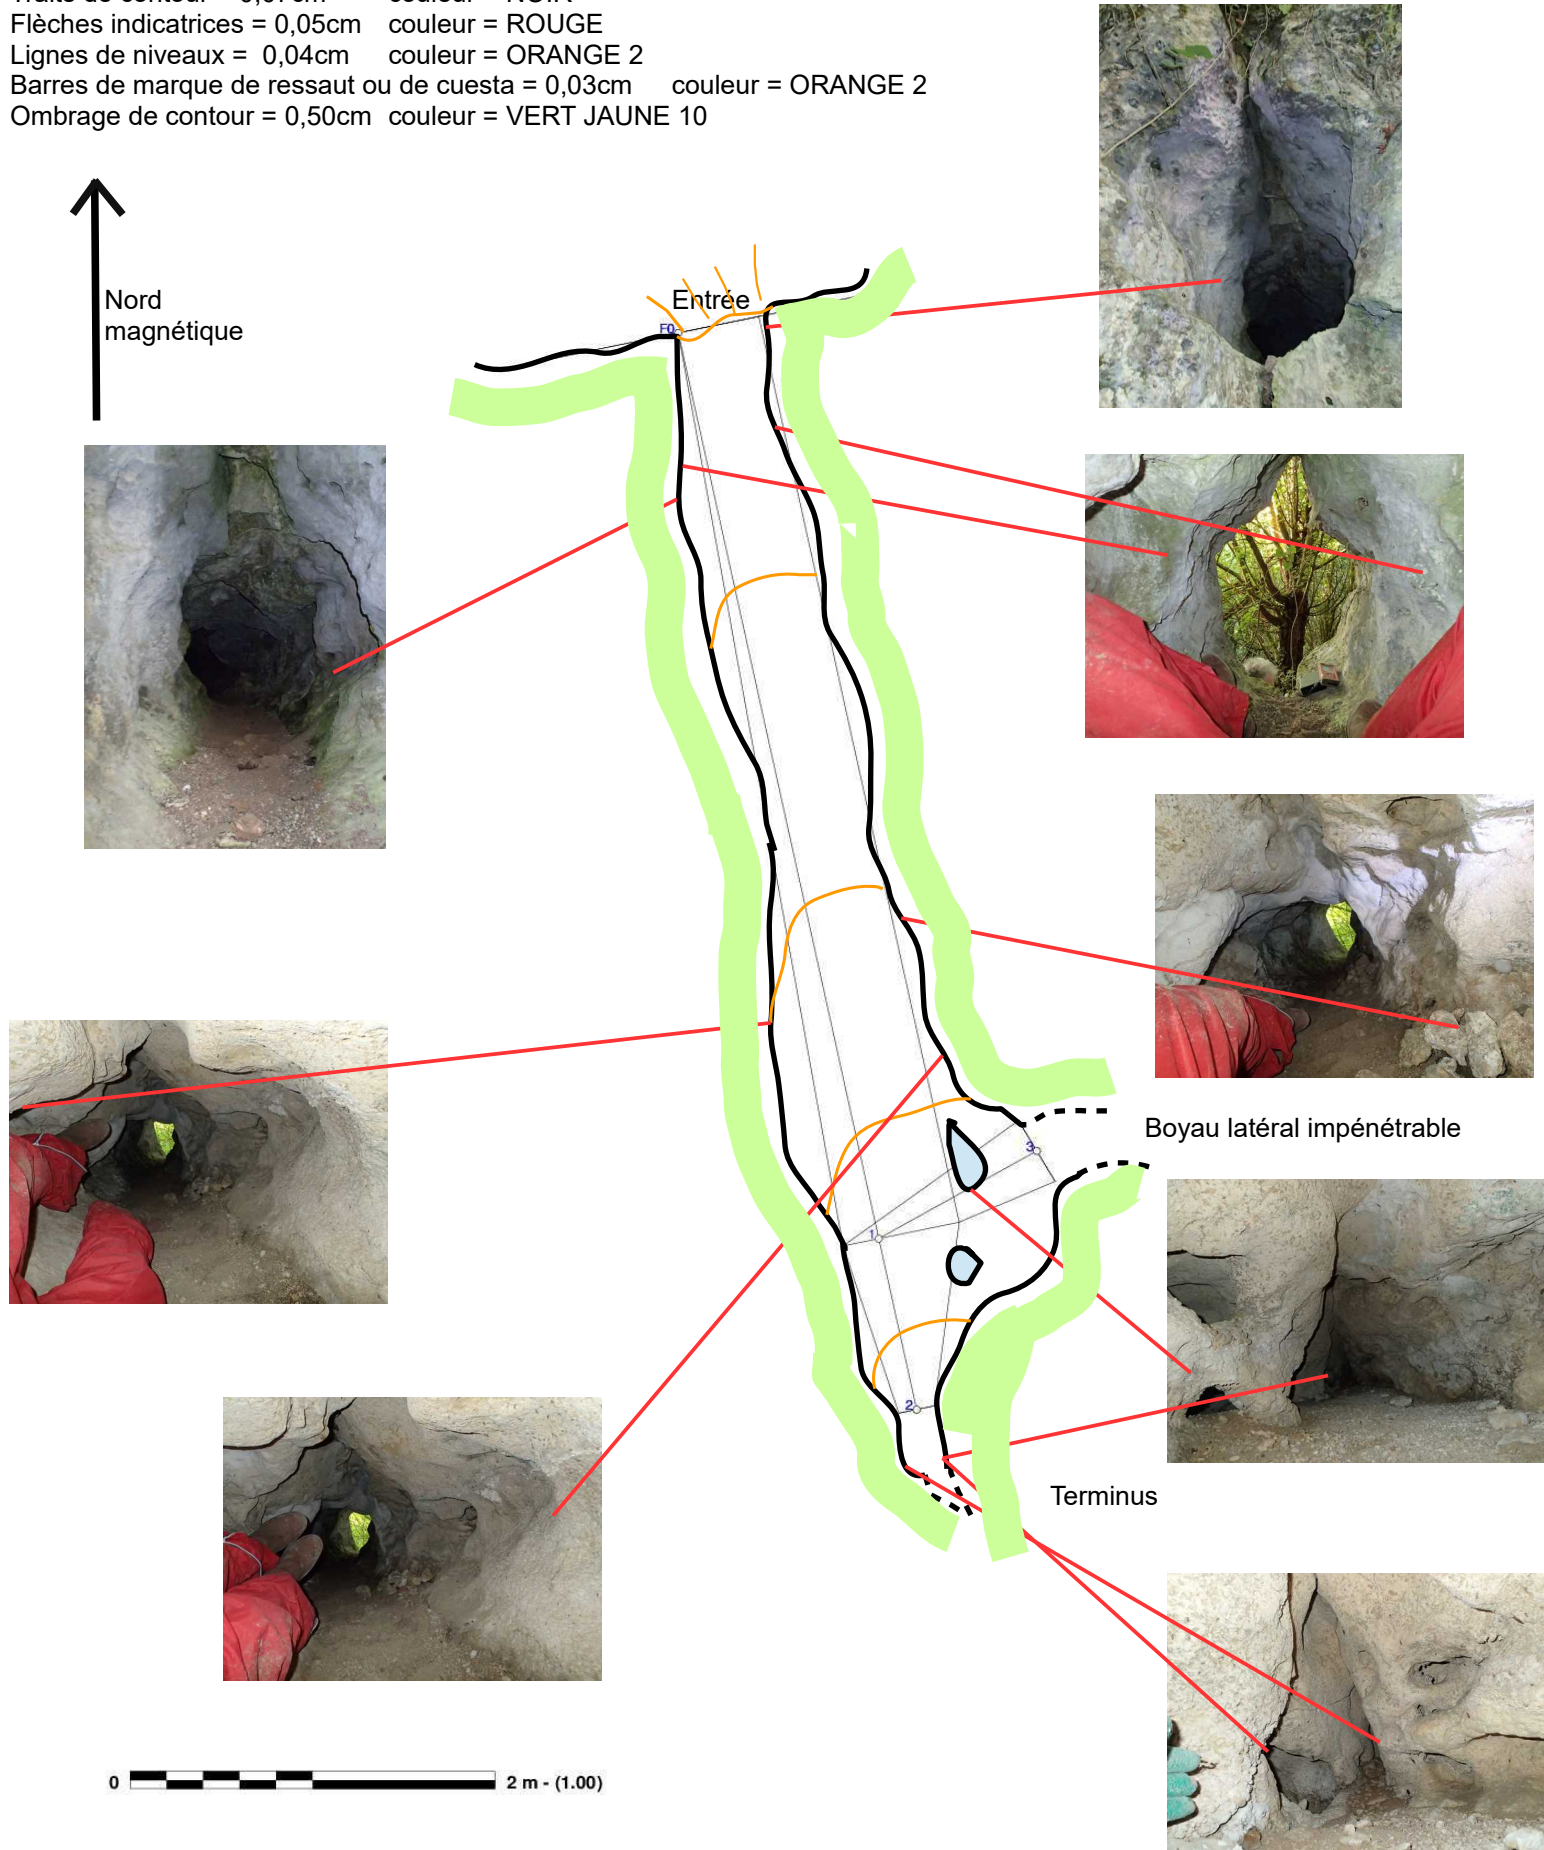 Flèches indicatrices = 0,05cm couleur = ROUGE
Lignes de niveaux = 0,04cm couleur = ORANGE 2
Barres de marque de ressaut ou de cuesta = 0,03cm couleur = ORANGE 2
Ombrage de contour = 0,50cm couleur = VERT JAUNE 10
Nord
magnétique
Entrée
F0
Boyau latéral impénétrable
3
1
2
Terminus
0 2 m - (1.00)